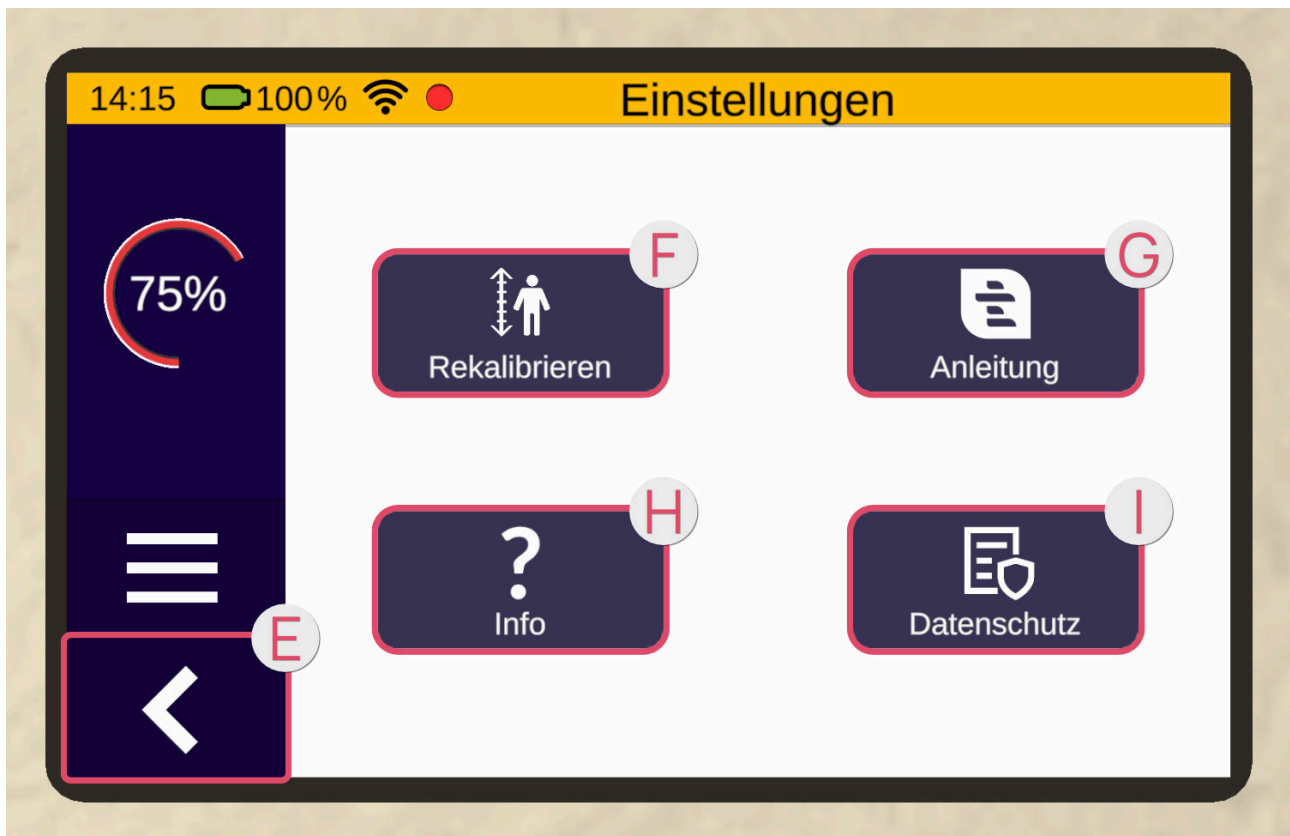 14:15 100% Einstellungen
75%
F
Rekalibrieren
G
Anleitung
H
Info
I
Datenschutz
E